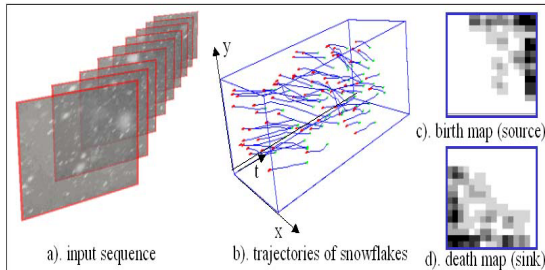 y
t
x
a). input sequence
b). trajectories of snowflakes
c). birth map (source)
d). death map (sink)